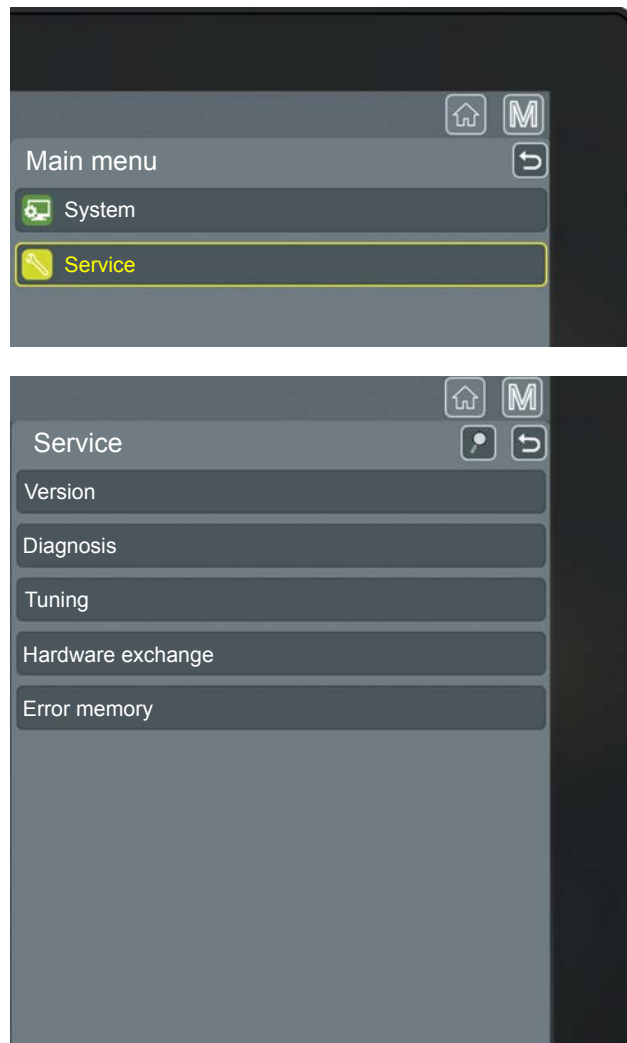 M
Main menu
System
Service
M
Service
Version
Diagnosis
Tuning
Hardware exchange
Error memory